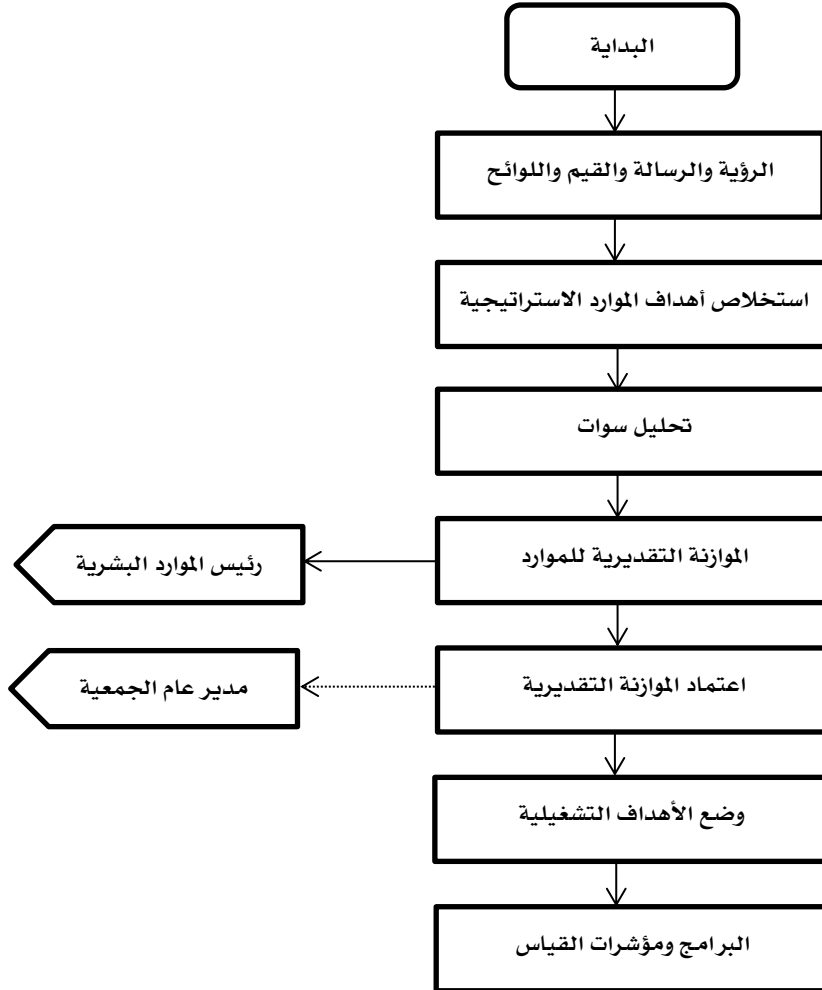 البداية
الرؤية والرسالة والقيم واللوائح
استخلاص أهداف الموارد الاستراتيجية
تحليل سوات
الموازنة التقديرية للموارد
رئيس الموارد البشرية
اعتماد الموازنة التقديرية
مدير عام الجمعية
وضع الأهداف التشغيلية
البرامج ومؤشرات القياس